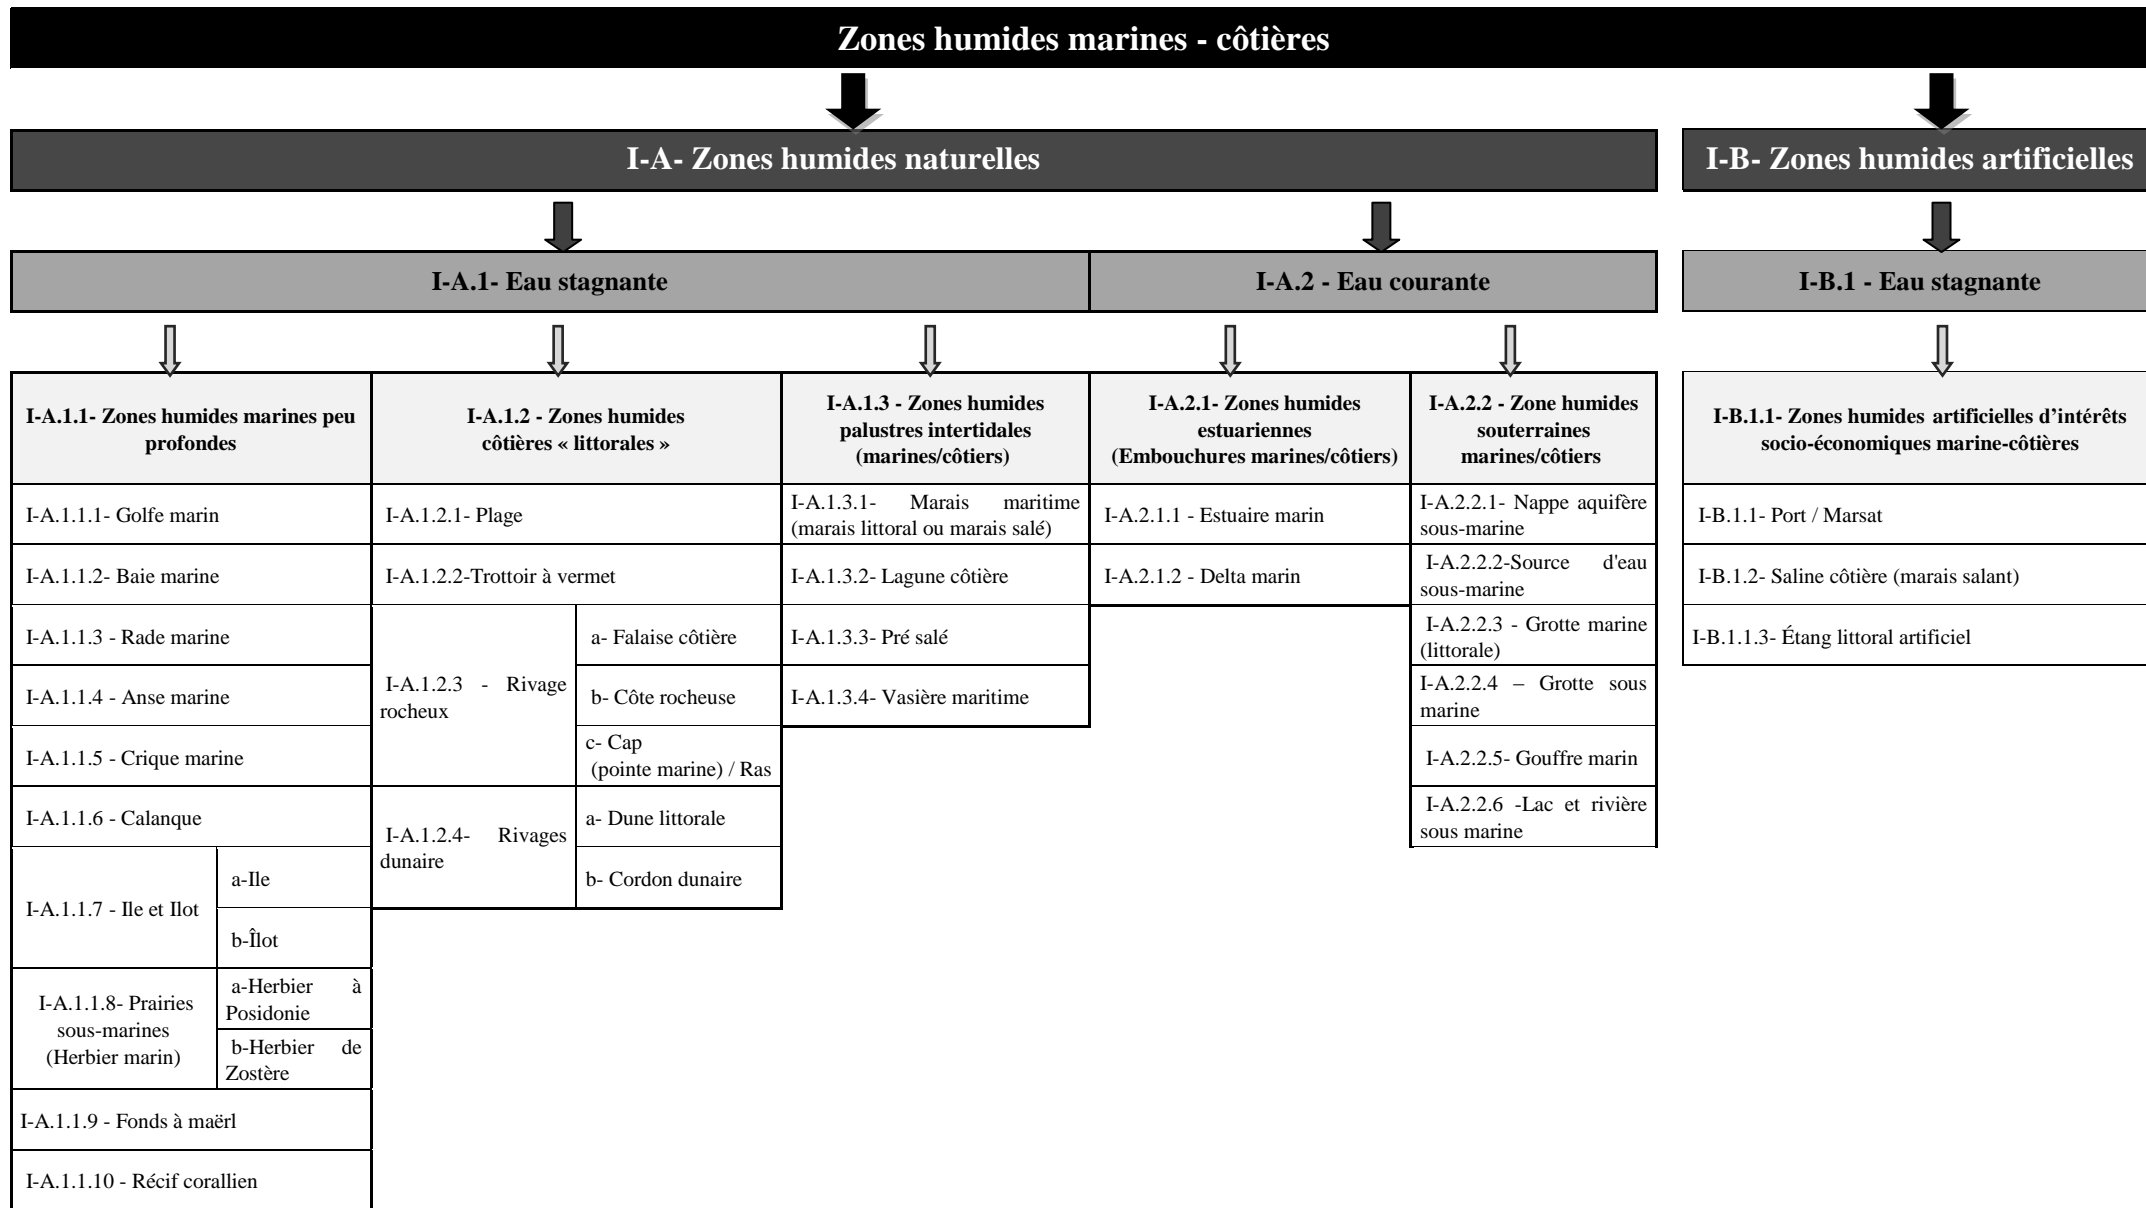 Zones humides marines - côtières
I-A- Zones humides naturelles
I-B- Zones humides artificielles
I-A.1- Eau stagnante
I-A.2 - Eau courante
I-B.1 - Eau stagnante
I-A.1.1- Zones humides marines peu
profondes
I-A.1.2 - Zones humides
côtières « littorales »
I-A.1.3 - Zones humides
palustres intertidales
(marines/côtiers)
I-A.2.1- Zones humides
estuariennes
(Embouchures marines/côtiers)
I-A.2.2 - Zone humides
souterraines
marines/côtiers
I-B.1.1- Zones humides artificielles d’intérêts
socio-économiques marine-côtières
I-A.1.1.1- Golfe marin
I-A.1.1.2- Baie marine
I-A.1.1.3 - Rade marine
I-A.1.1.4 - Anse marine
I-A.1.1.5 - Crique marine
I-A.1.1.6 - Calanque
I-A.1.1.7 - Ile et Ilot
a-Ile
b-Îlot
I-A.1.1.8- Prairies
sous-marines
(Herbier marin)
a-Herbier à
Posidonie
b-Herbier de
Zostère
I-A.1.1.9 - Fonds à maërl
I-A.1.1.10 - Récif corallien
I-A.1.2.1- Plage
I-A.1.2.2-Trottoir à vermet
I-A.1.2.3 - Rivage
rocheux
a- Falaise côtière
b- Côte rocheuse
c- Cap
(pointe marine) / Ras
I-A.1.2.4- Rivages
dunaire
a- Dune littorale
b- Cordon dunaire
I-A.1.3.1- Marais maritime
(marais littoral ou marais salé)
I-A.1.3.2- Lagune côtière
I-A.1.3.3- Pré salé
I-A.1.3.4- Vasière maritime
I-A.2.1.1 - Estuaire marin
I-A.2.1.2 - Delta marin
I-A.2.2.1- Nappe aquifère
sous-marine
I-A.2.2.2-Source d'eau
sous-marine
I-A.2.2.3 - Grotte marine
(littorale)
I-A.2.2.4 – Grotte sous
marine
I-A.2.2.5- Gouffre marin
I-A.2.2.6 -Lac et rivière
sous marine
I-B.1.1- Port / Marsat
I-B.1.2- Saline côtière (marais salant)
I-B.1.1.3- Étang littoral artificiel